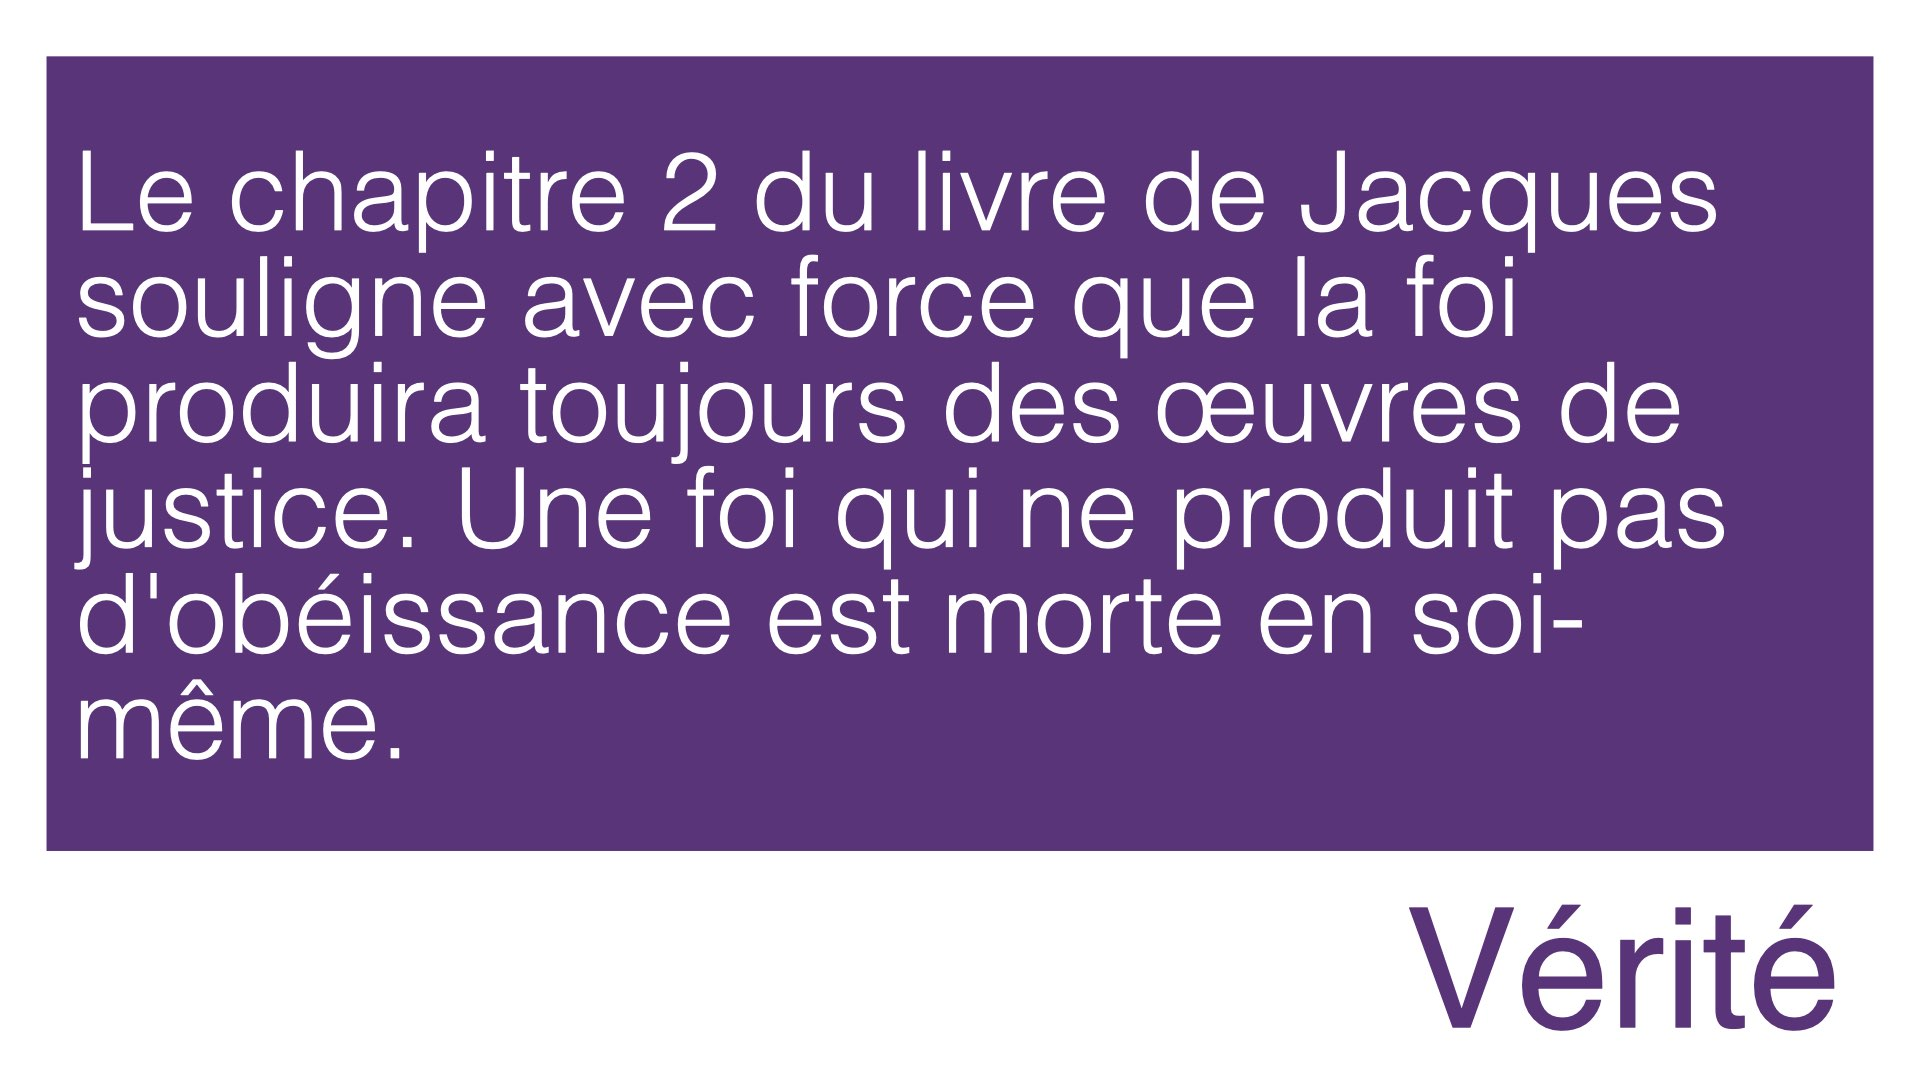 Le chapitre 2 du livre de Jacques
souligne avec force que la foi
produira toujours des œuvres de
justice. Une foi qui ne produit pas
d'obéissance est morte en soi-
même.
Vérité